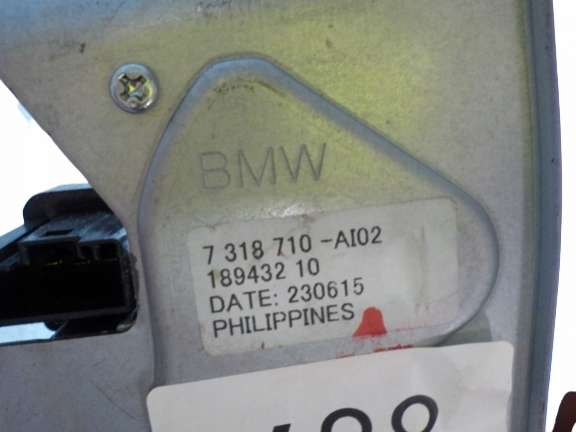 BMW
7 318 710 -AI02
189432 10
DATE: 230615
PHILIPPINES